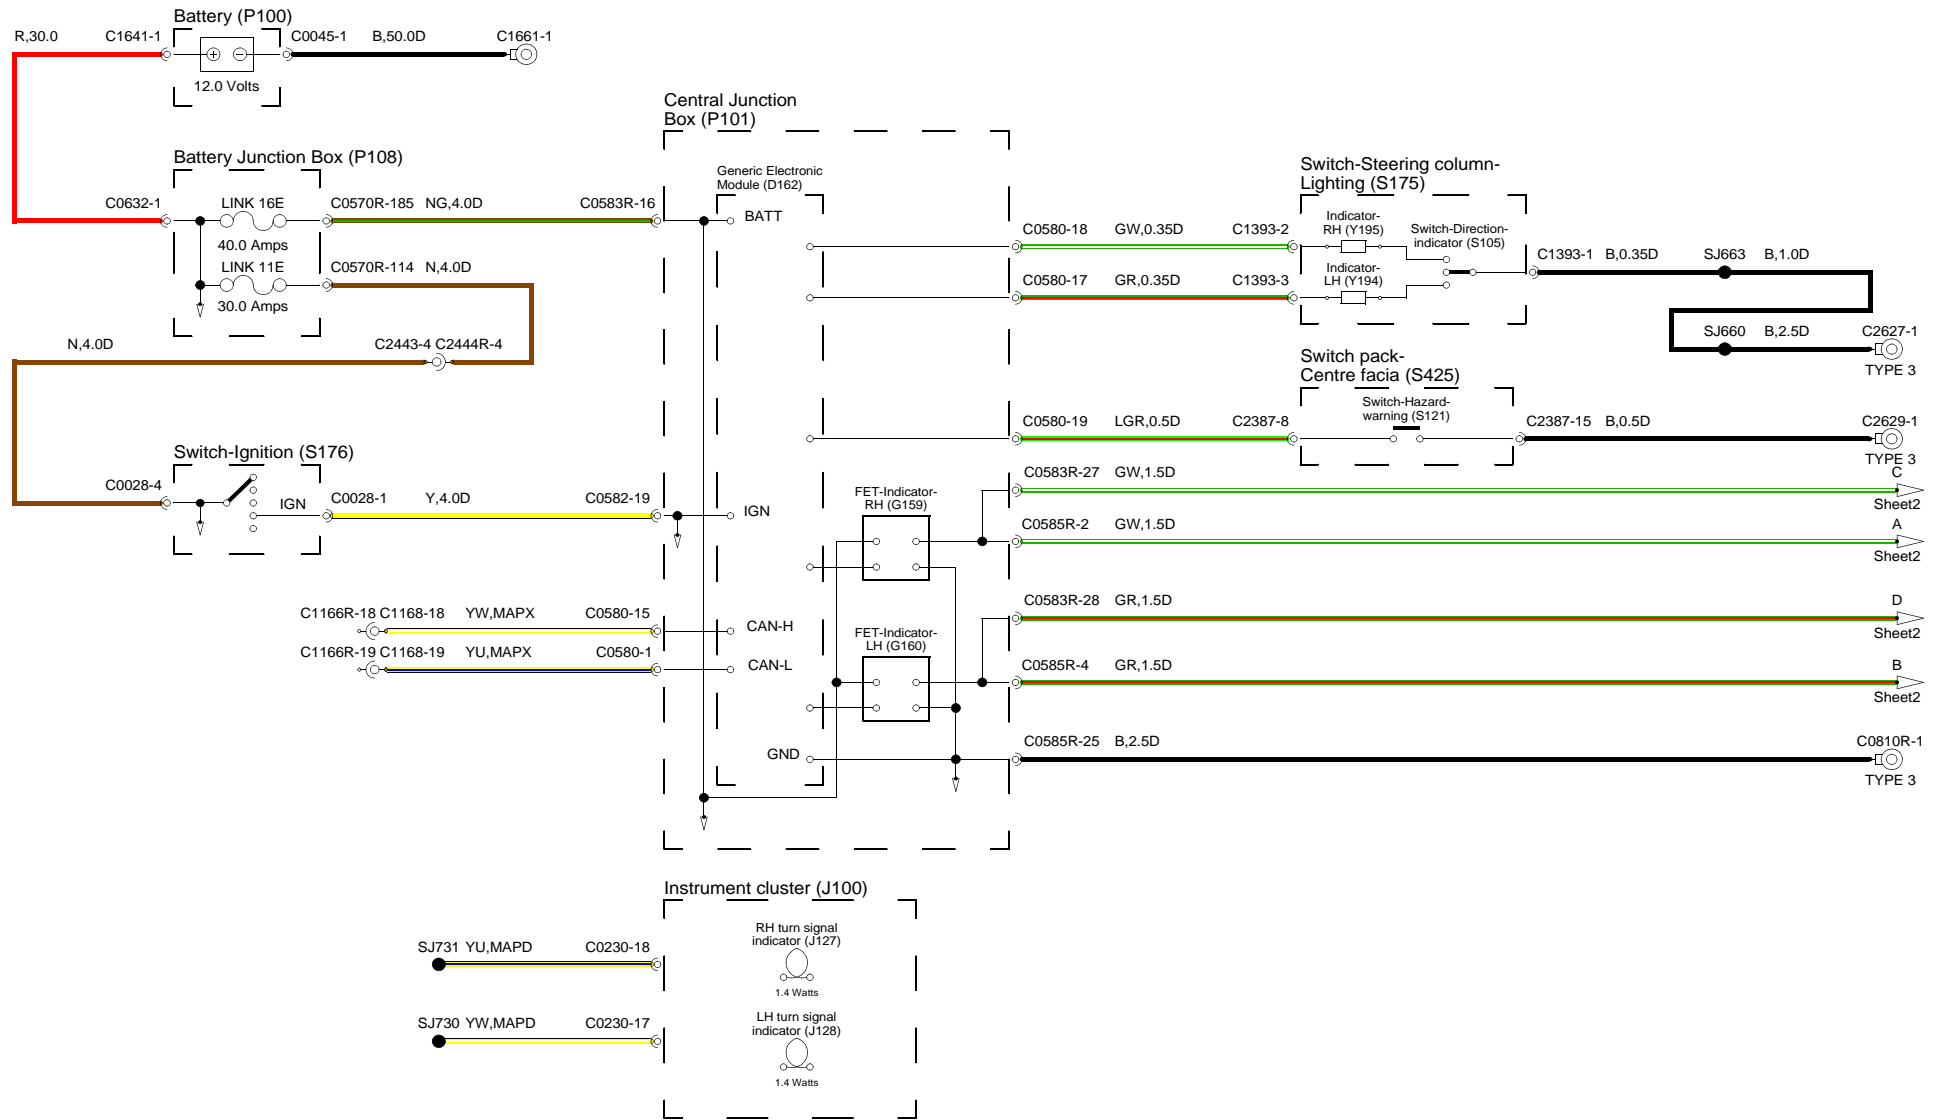 Battery (P100)
R,30.0
C1641-1
C0045-1
B,50.0D
C1661-1
12.0 Volts
Battery Junction Box (P108)
C0632-1
LINK 16E
40.0 Amps
LINK 11E
30.0 Amps
C0570R-185
NG,4.0D
C0583R-16
C0570R-114
N,4.0D
N,4.0D
C2443-4
C2444R-4
Switch-Ignition (S176)
C0028-4
IGN
C0028-1
Y,4.0D
C0582-19
C1166R-18
C1168-18
YW,MAPX
C0580-15
C1166R-19
C1168-19
YU,MAPX
C0580-1
Central Junction
Box (P101)
Generic Electronic
Module (D162)
BATT
IGN
CAN-H
CAN-L
GND
FET-Indicator-
RH (G159)
FET-Indicator-
LH (G160)
C0580-18
GW,0.35D
C1393-2
C0580-17
GR,0.35D
C1393-3
Switch-Steering column-
Lighting (S175)
Indicator-
RH (Y195)
Indicator-
LH (Y194)
Switch-Direction-
indicator (S105)
C1393-1
B,0.35D
SJ663
B,1.0D
SJ660
B,2.5D
C2627-1
TYPE 3
Switch pack-
Centre facia (S425)
Switch-Hazard-
warning (S121)
C0580-19
LGR,0.5D
C2387-8
C2387-15
B,0.5D
C2629-1
TYPE 3
C0583R-27
GW,1.5D
C
Sheet2
C0585R-2
GW,1.5D
A
Sheet2
C0583R-28
GR,1.5D
D
Sheet2
C0585R-4
GR,1.5D
B
Sheet2
C0585R-25
B,2.5D
C0810R-1
TYPE 3
Instrument cluster (J100)
SJ731
YU,MAPD
C0230-18
RH turn signal
indicator (J127)
1.4 Watts
SJ730
YW,MAPD
C0230-17
LH turn signal
indicator (J128)
1.4 Watts